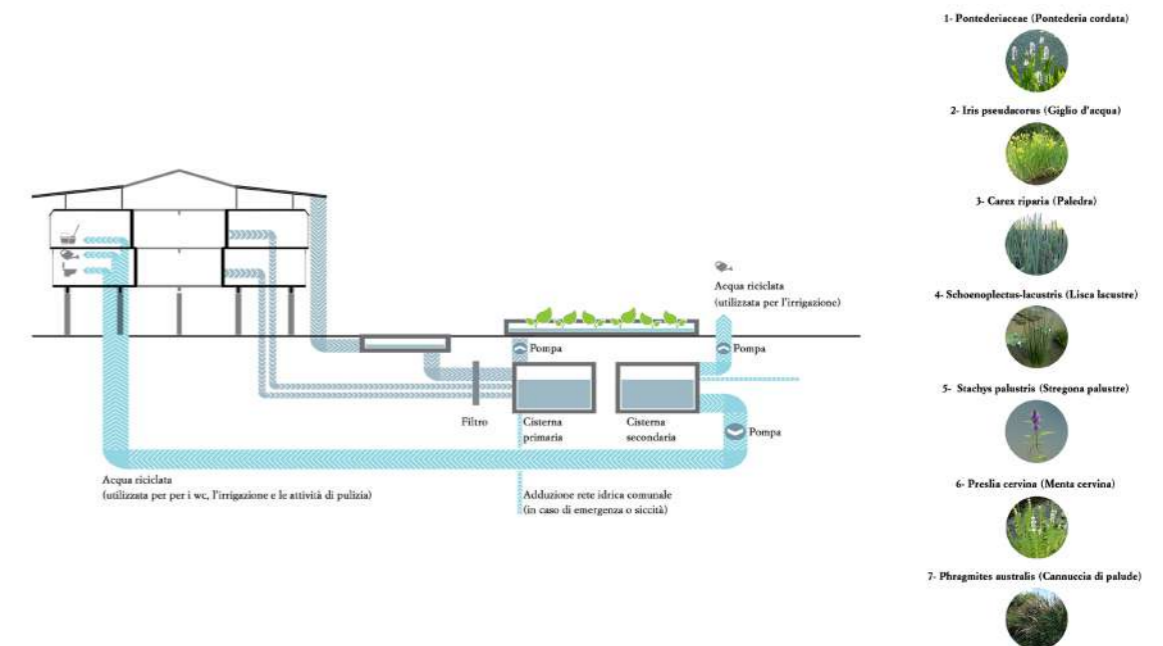 1- Pontederiaceae (Pontederia cordata)
2- Iris pseudacorus (Giglio d'acqua)
3- Carex riparia (Paledra)
4- Schoenoplectus-lacustris (Lisca lacustre)
5- Stachys palustris (Stregona palustre)
6- Preslia cervina (Menta cervina)
7- Phragmites australis (Cannuccia di palude)
Acqua riciclata
(utilizzata per l'irrigazione)
Pompa
Pompa
Filtro
Cisterna
primaria
Cisterna
secondaria
Pompa
Acqua riciclata
(utilizzata per per i wc, l'irrigazione e le attività di pulizia)
Adduzione rete idrica comunale
(in caso di emergenza o siccità)